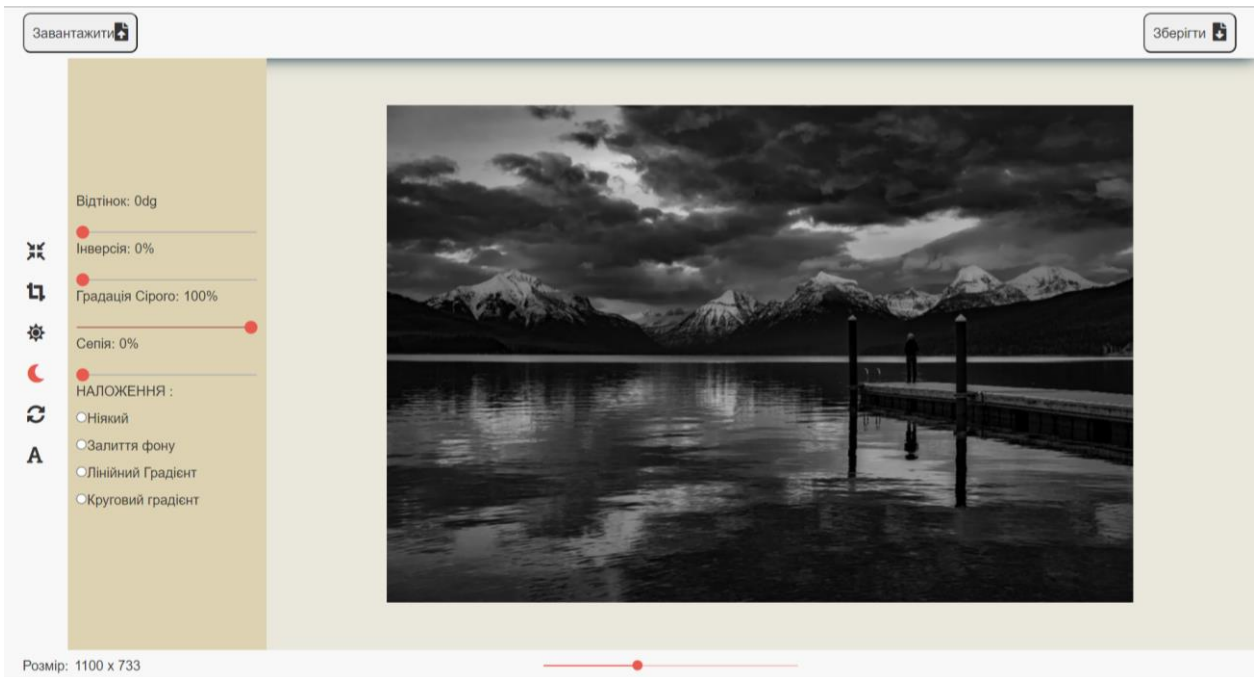 Завантажити
Зберігти
Відтінок: 0dg
Інверсія: 0%
Градація Сірого: 100%
Сепія: 0%
НАЛОЖЕННЯ :
Ніякий
Залиття фону
Лінійний Градієнт
Круговий градієнт
Розмір: 1100 x 733